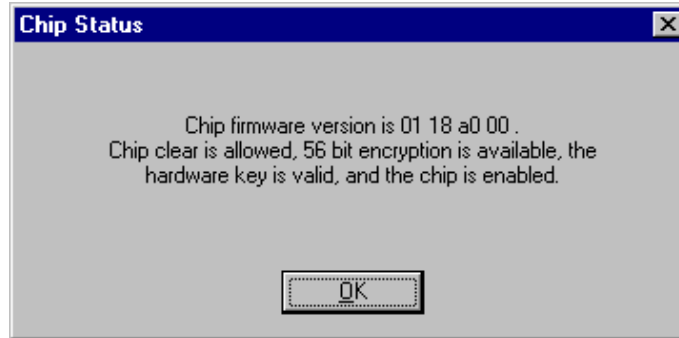 Chip Status
Chip firmware version is 01 18 a0 00 .
Chip clear is allowed, 56 bit encryption is available, the
hardware key is valid, and the chip is enabled.
OK